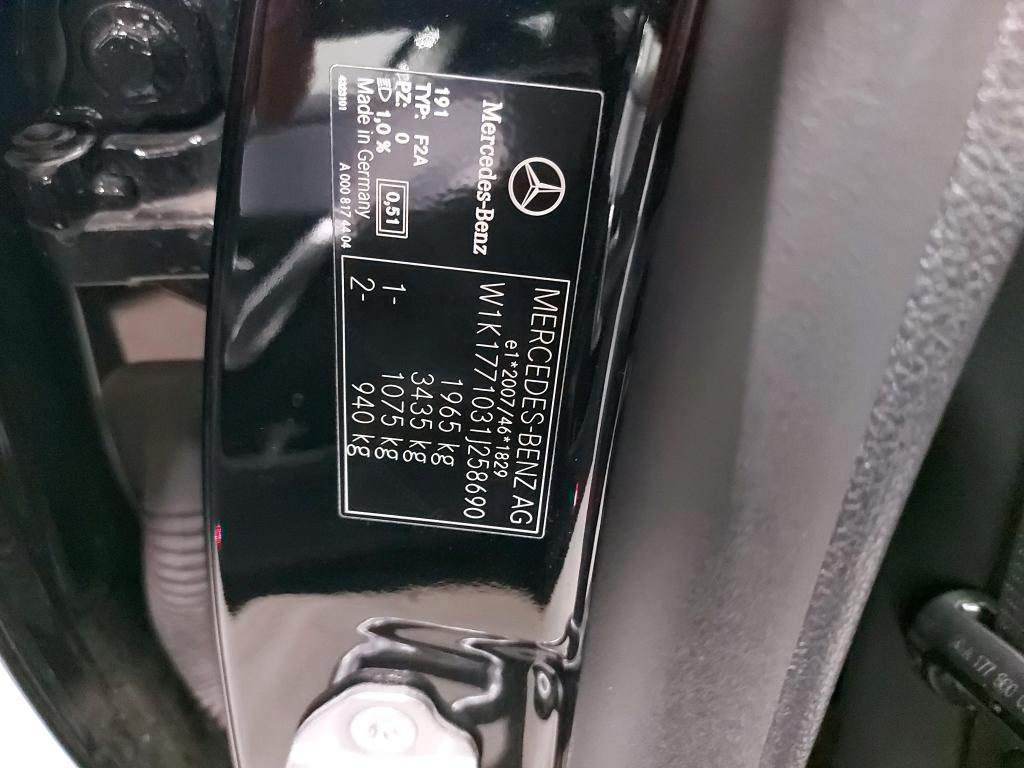 Mercedes-Benz
191
TYP: F2A
PZ: 0
1,0 % 0,51
Made in Germany
4323101 A 000 817 44 04
MERCEDES-BENZ AG
e1*2007/46*1829
W1K1771031J258690
1965 kg
3435 kg
1- 1075 kg
2- 940 kg